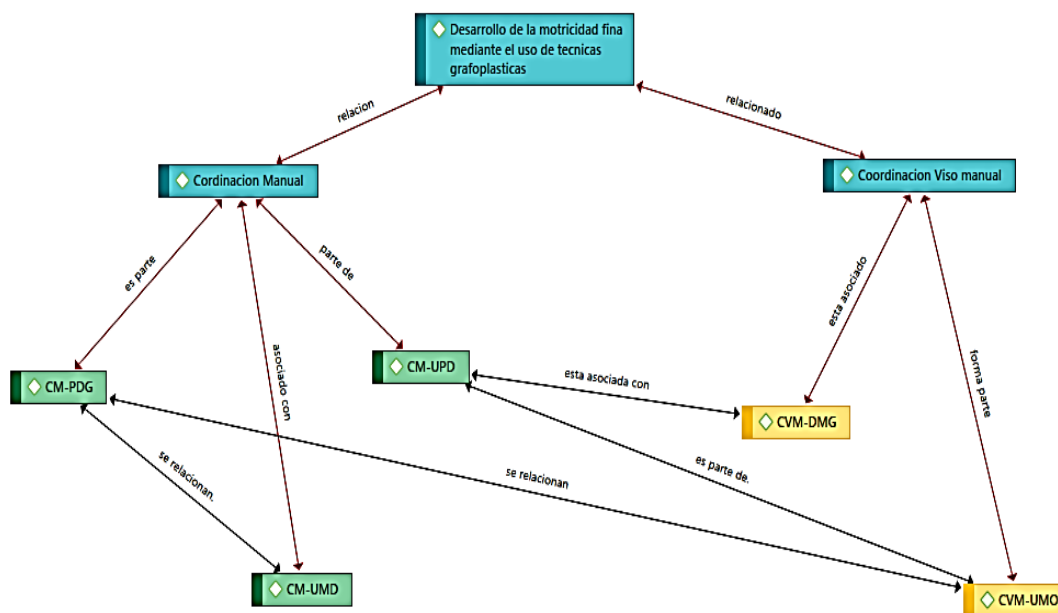 Desarrollo de la motricidad fina
mediante el uso de tecnicas
grafoplasticas
relacion
relacionado
Cordinacion Manual
Coordinacion Viso manual
es parte
parte de
asociado con
esta asociado
forma parte
CM-PDG
CM-UPD
esta asociada con
CVM-DMG
se relacionan.
se relacionan
es parte de.
CM-UMD
CVM-UMO